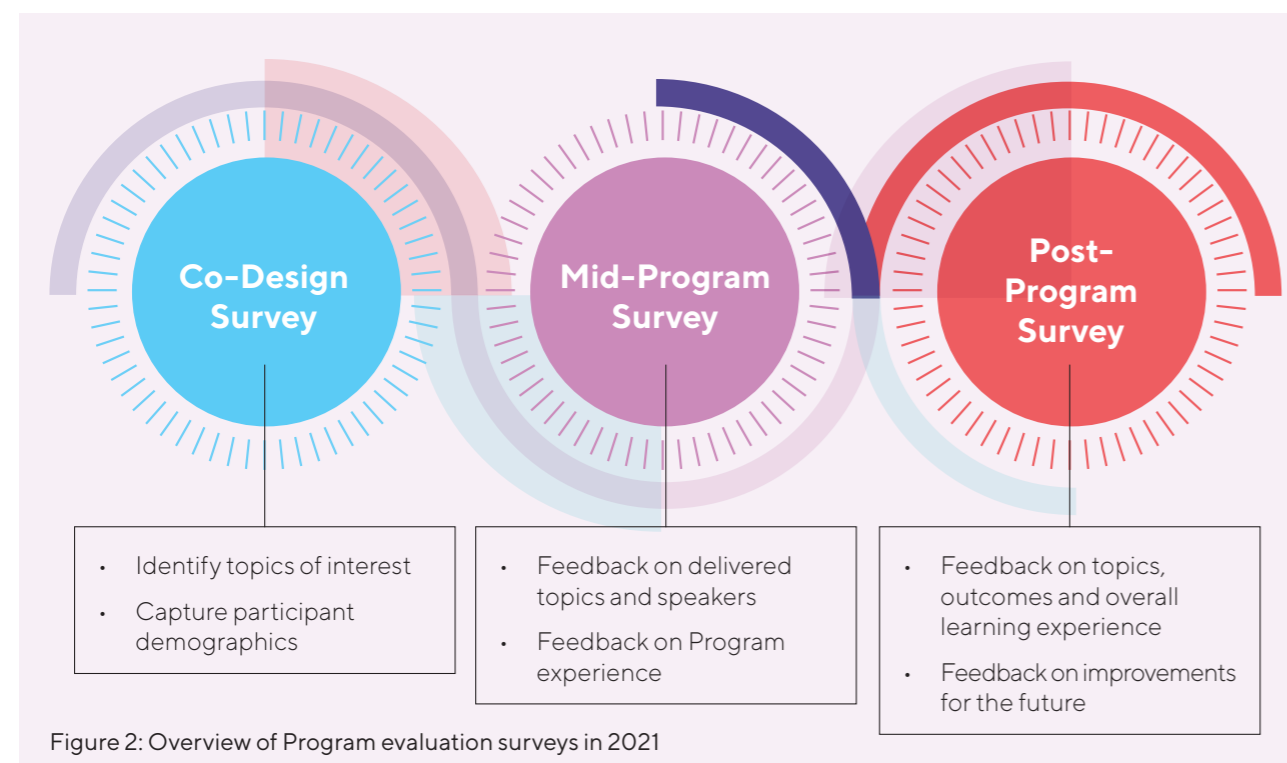 Co-Design
Survey
Mid-Program
Survey
Post-
Program
Survey
• Identify topics of interest
• Capture participant
demographics
• Feedback on delivered
topics and speakers
• Feedback on Program
experience
• Feedback on topics,
outcomes and overall
learning experience
• Feedback on improvements
for the future
Figure 2: Overview of Program evaluation surveys in 2021